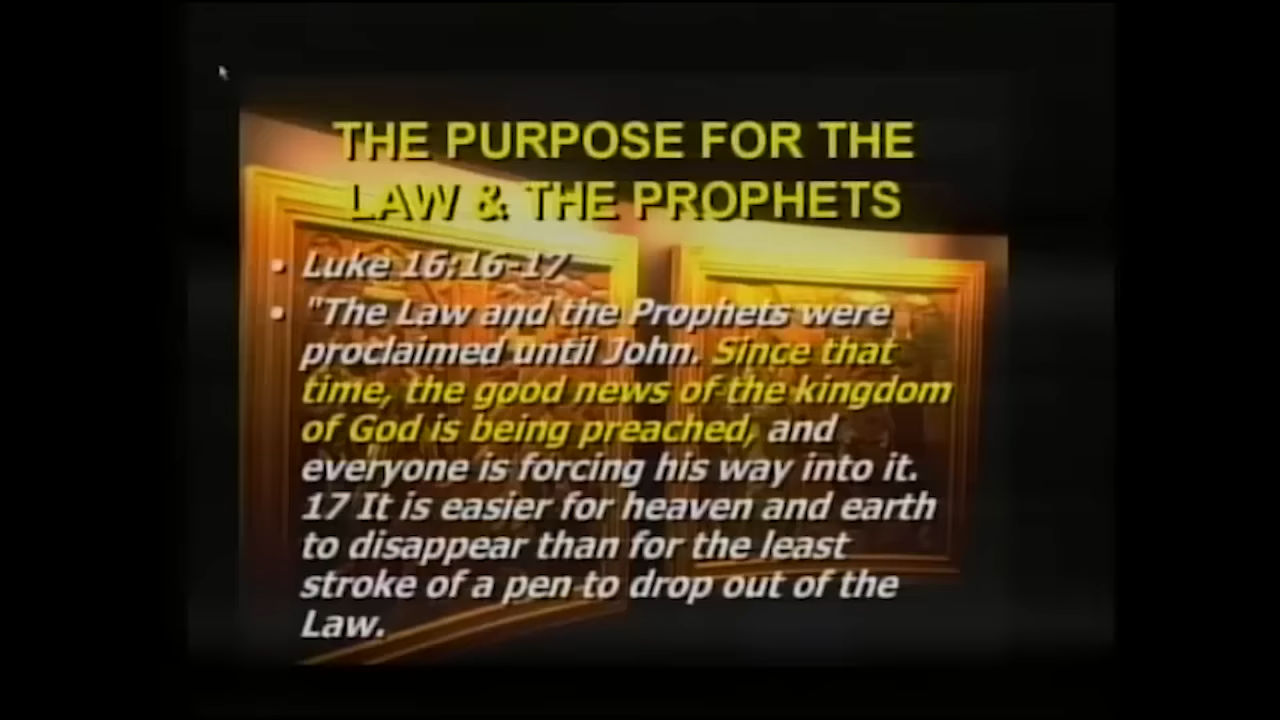 THE PURPOSE FOR THE
LAW & THE PROPHETS
• Luke 16:16-17
• "The Law and the Prophets were
proclaimed until John. Since that
time, the good news of the kingdom
of God is being preached, and
everyone is forcing his way into it.
17 It is easier for heaven and earth
to disappear than for the least
stroke of a pen to drop out of the
Law.